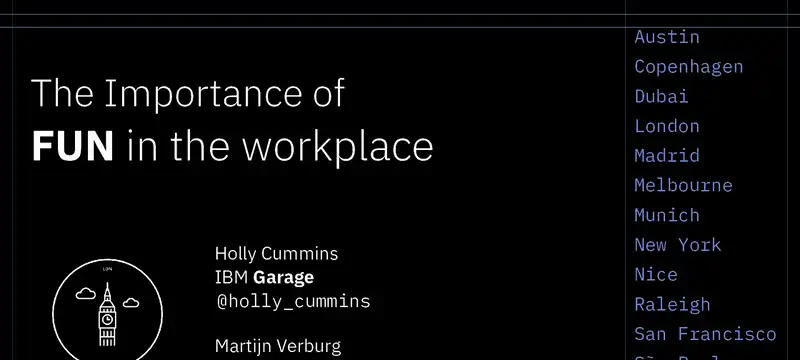 The Importance of
FUN in the workplace
LDN
Holly Cummins
IBM Garage
@holly_cummins
Martijn Verburg
Austin
Copenhagen
Dubai
London
Madrid
Melbourne
Munich
New York
Nice
Raleigh
San Francisco